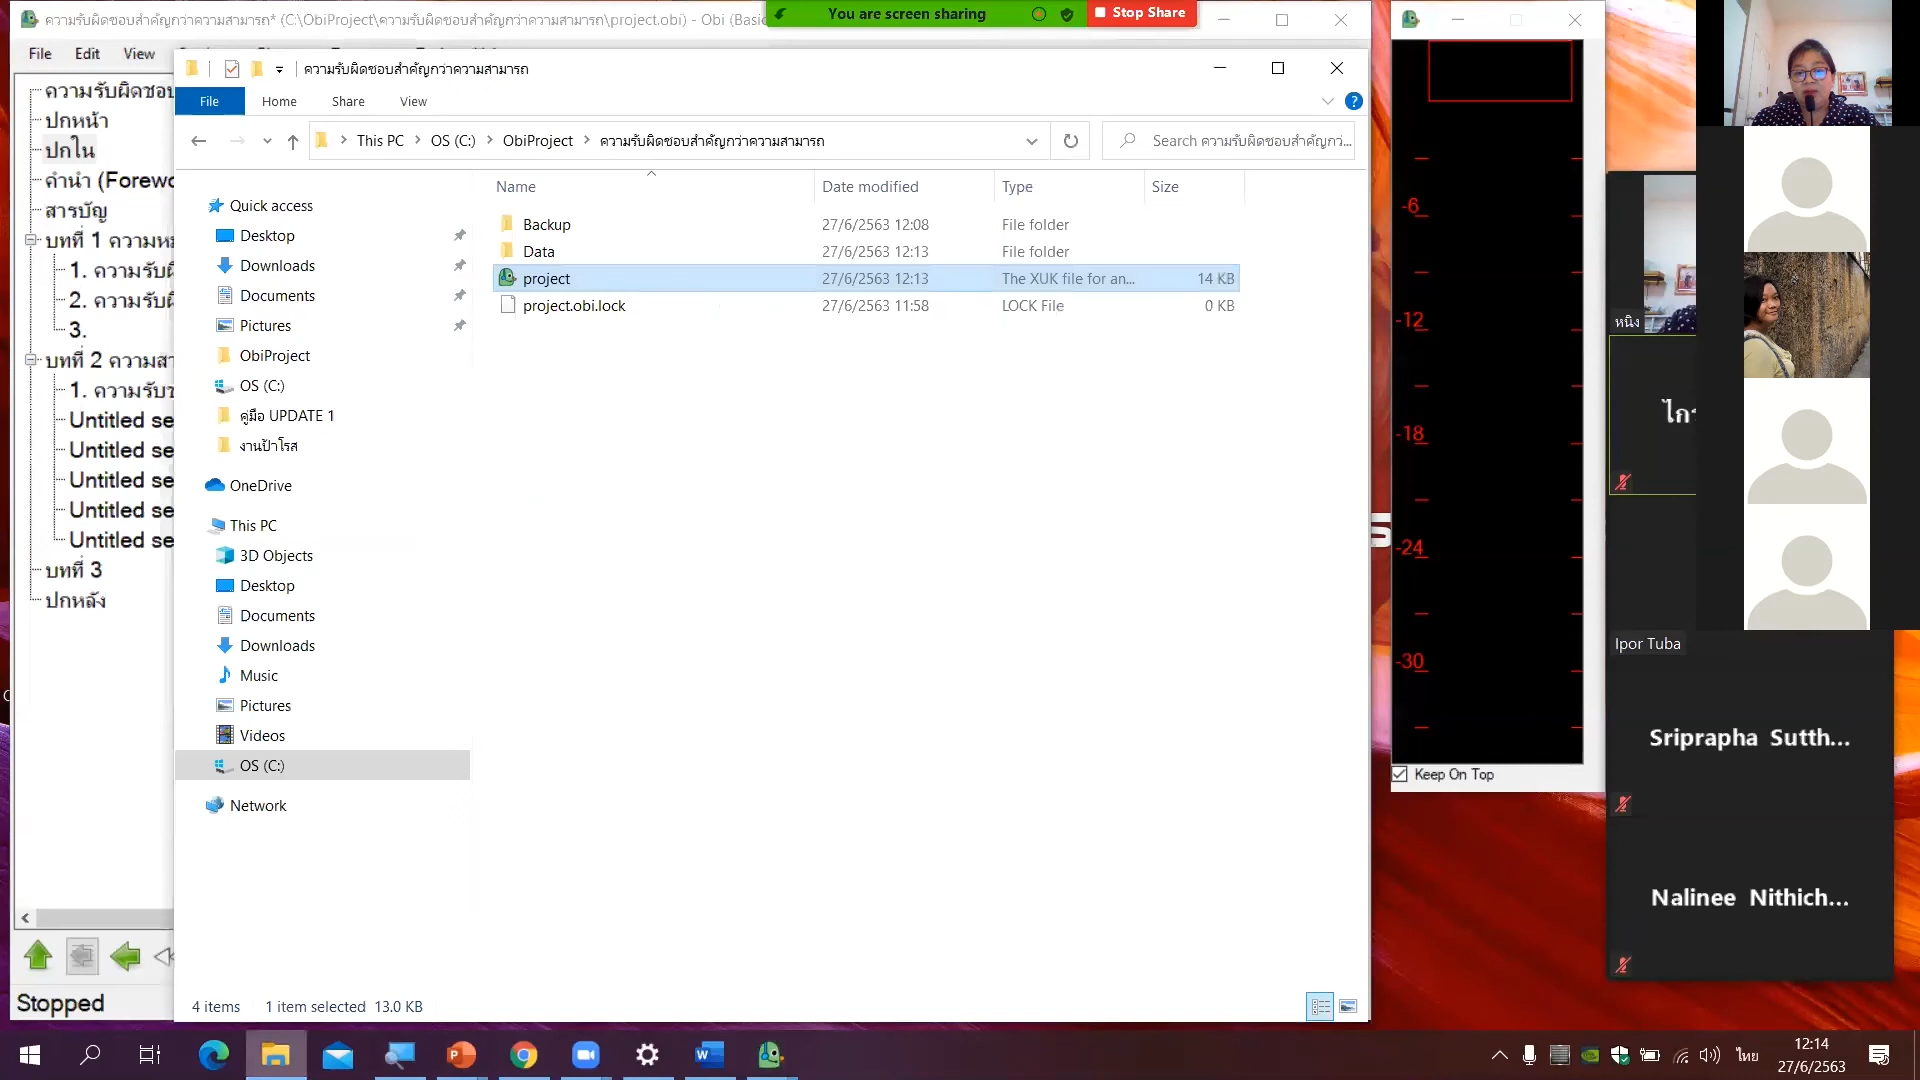 ความรับผิดชอบสำคัญกว่าความสามารถ* (C:\ObiProject\ความรับผิดชอบสำคัญกว่าความสามารถ\project.obi) - Obi (Basic
You are screen sharing
Stop Share
File Edit View
ความรับผิดชอบสำคัญกว่าความสามารถ
File Home Share View
This PC OS (C:) ObiProject ความรับผิดชอบสำคัญกว่าความสามารถ
Search ความรับผิดชอบสำคัญกว...
Name Date modified Type Size
Backup 27/6/2563 12:08 File folder
Data 27/6/2563 12:13 File folder
project 27/6/2563 12:13 The XUK file for an... 14 KB
project.obi.lock 27/6/2563 11:58 LOCK File 0 KB
Quick access
Desktop
Downloads
Documents
Pictures
ObiProject
OS (C:)
คู่มือ UPDATE 1
งานป้าโรส
OneDrive
This PC
3D Objects
Desktop
Documents
Downloads
Music
Pictures
Videos
OS (C:)
Network
4 items 1 item selected 13.0 KB
ความรับผิดชอบ
ปกหน้า
ปกใน
คำนำ (Forewo
สารบัญ
บทที่ 1 ความห
1. ความรับผิ
2. ความรับผิ
3.
บทที่ 2 ความสา
1. ความรับช
Untitled se
Untitled se
Untitled se
Untitled se
Untitled se
บทที่ 3
ปกหลัง
Stopped
-6
-12
-18
-24
-30
Keep On Top
หนิง
ไกร
Ipor Tuba
Sriprapha Sutth...
Nalinee Nithich...
ไทย
12:14
27/6/2563